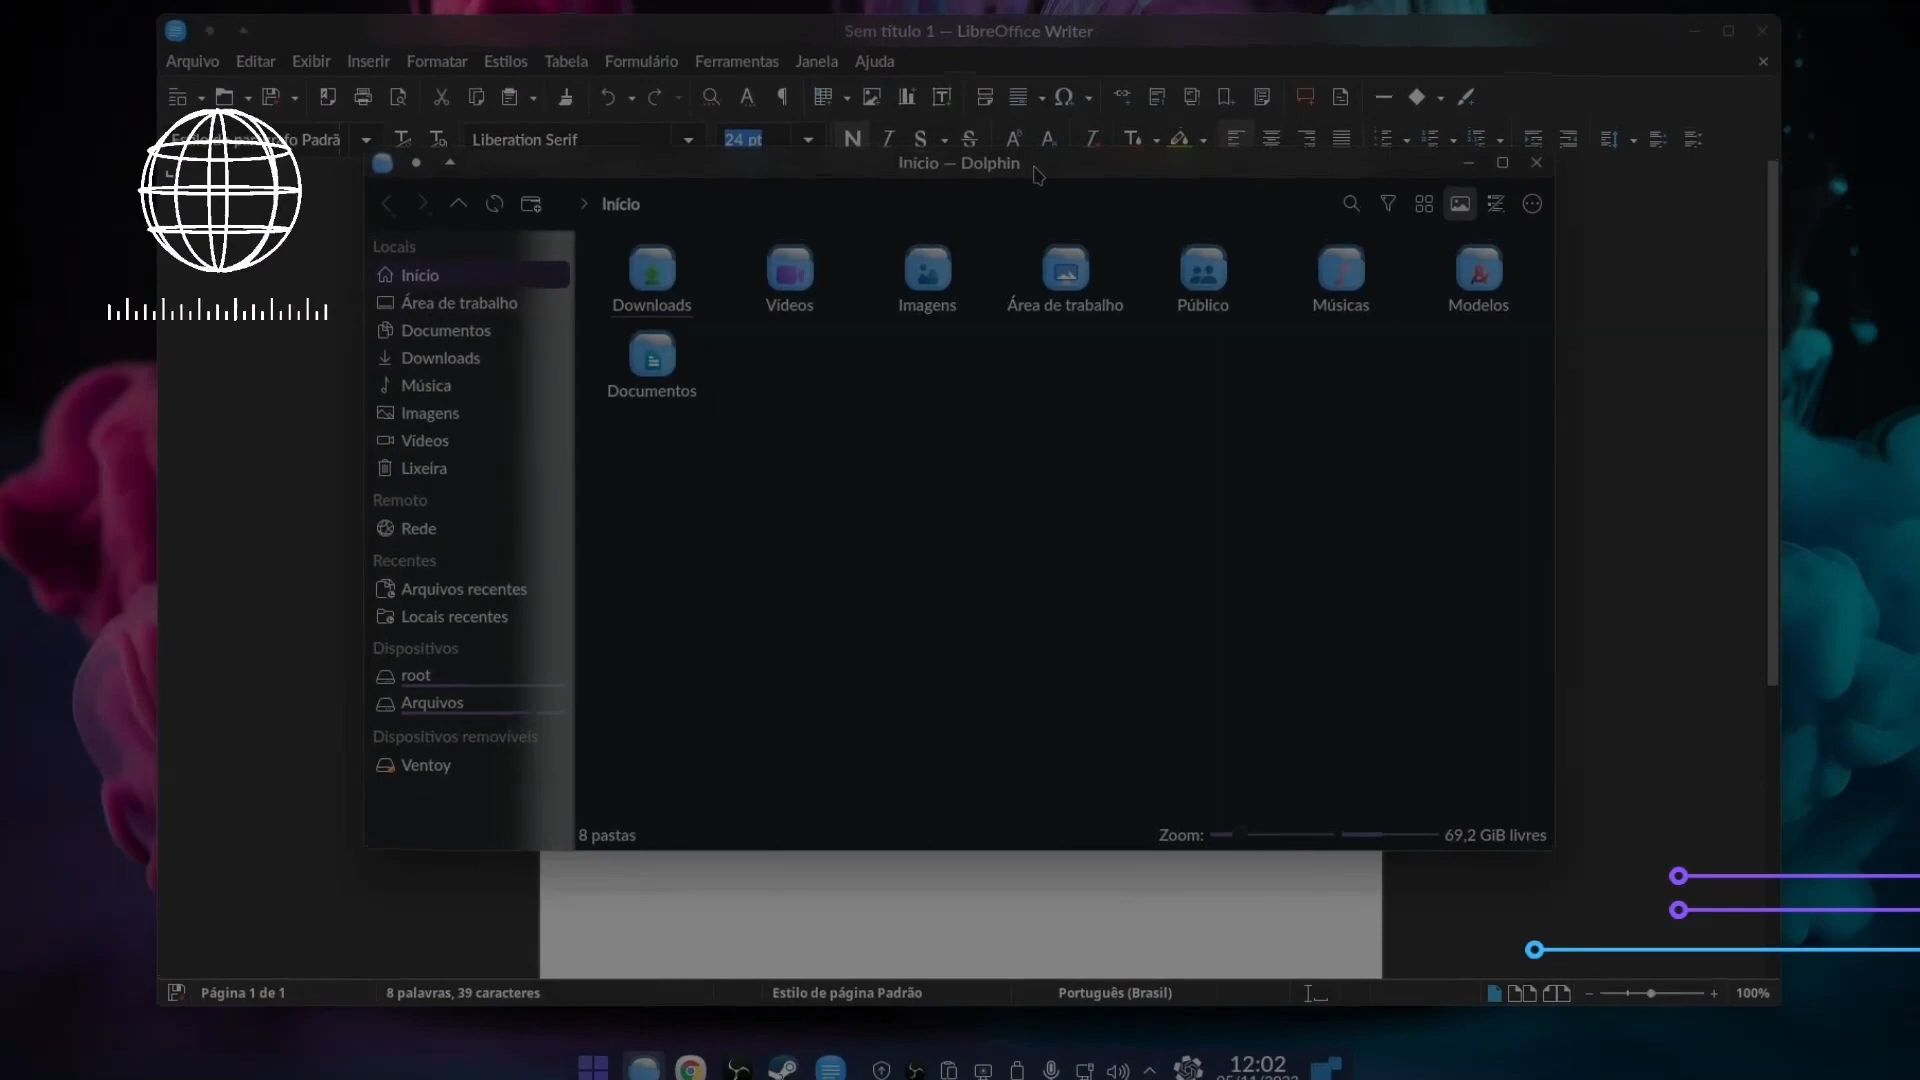 Sem título 1 — LibreOffice Writer
Arquivo Editar Exibir Inserir Formatar Estilos Tabela Formulário Ferramentas Janela Ajuda
Liberation Serif 24 pt
Início — Dolphin
Início
Locais
Início
Área de trabalho
Documentos
Downloads
Música
Imagens
Vídeos
Lixeira
Remoto
Rede
Recentes
Arquivos recentes
Locais recentes
Dispositivos
root
Arquivos
Dispositivos removíveis
Ventoy
Downloads Vídeos Imagens Área de trabalho Público Músicas Modelos
Documentos
8 pastas Zoom: 69,2 GiB livres
Página 1 de 1 8 palavras, 39 caracteres Estilo de página Padrão Português (Brasil) 100%
12:02